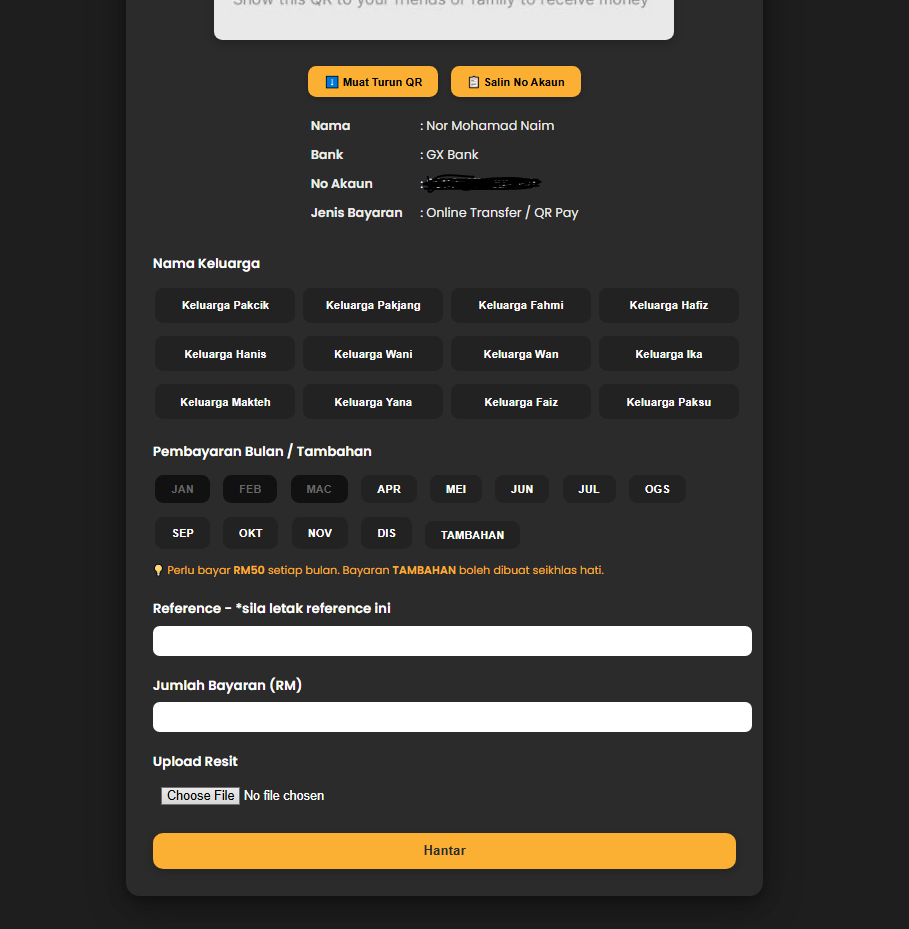 Show this QR to your friends or family to receive money
⬇️ Muat Turun QR
📋 Salin No Akaun
Nama : Nor Mohamad Naim
Bank : GX Bank
No Akaun :
Jenis Bayaran : Online Transfer / QR Pay
Nama Keluarga
Keluarga Pakcik Keluarga Pakjang Keluarga Fahmi Keluarga Hafiz
Keluarga Hanis Keluarga Wani Keluarga Wan Keluarga Ika
Keluarga Makteh Keluarga Yana Keluarga Faiz Keluarga Paksu
Pembayaran Bulan / Tambahan
JAN FEB MAC APR MEI JUN JUL OGS
SEP OKT NOV DIS TAMBAHAN
💡 Perlu bayar RM50 setiap bulan. Bayaran TAMBAHAN boleh dibuat seikhlas hati.
Reference - *sila letak reference ini
Jumlah Bayaran (RM)
Upload Resit
Choose File No file chosen
Hantar